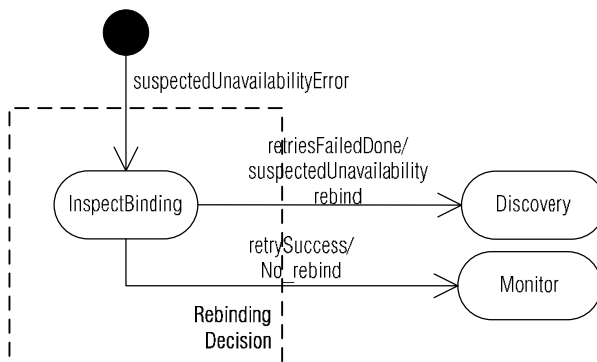 suspectedUnavailabilityError
retriesFailedDone/
suspectedUnavailability
rebind
InspectBinding
Discovery
retrySuccess/
No_rebind
Monitor
Rebinding
Decision